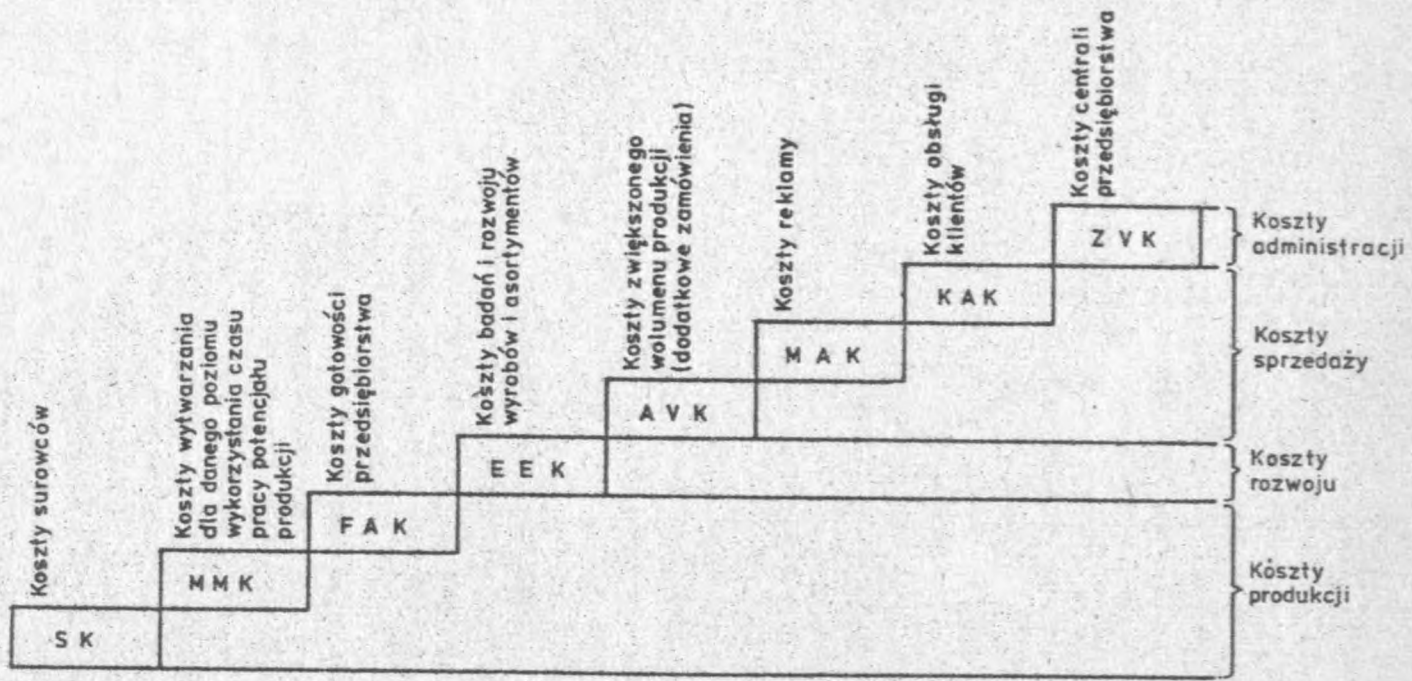 Koszty surowców
S K
Koszty wytwarzania
dla danego poziomu
wykorzystania czasu
pracy potencjału
produkcji
MMK
Koszty gotowości
przedsiębiorstwa
F A K
Koszty badań i rozwoju
wyrobów i asortymentów
E E K
Koszty zwiększonego
wolumenu produkcji
(dodatkowe zamówienia)
A V K
Koszty reklamy
M A K
Koszty obsługi
klientów
K A K
Koszty centrali
przedsiębiorstwa
Z V K
Koszty
administracji
Koszty
sprzedaży
Koszty
rozwoju
Koszty
produkcji